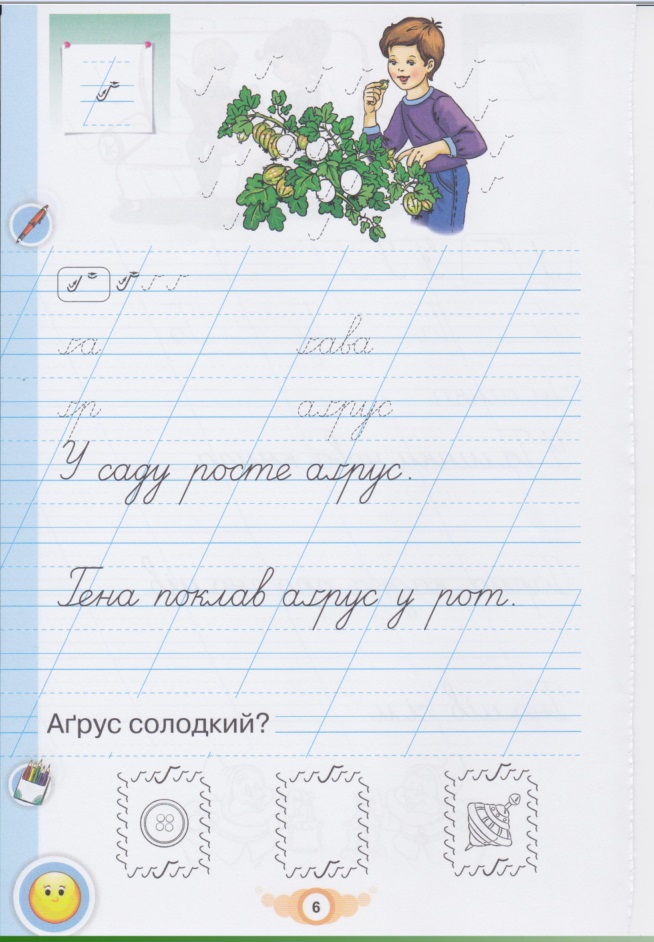 ґ
ґ ґ ґ ґ
ґа ґава
ґр аґрус
У саду росте аґрус.
Гена поклав аґрус у рот.
Аґрус солодкий?
6